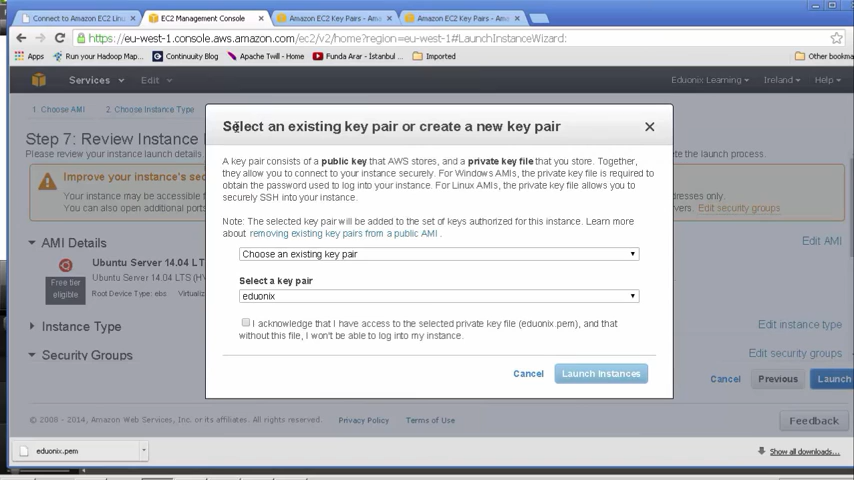 Connect to Amazon EC2 Linu
EC2 Management Console
Amazon EC2 Key Pairs - Ama
Amazon EC2 Key Pairs - Ama
https://eu-west-1.console.aws.amazon.com/ec2/v2/home?region=eu-west-1#LaunchInstanceWizard:
Apps Run your Hadoop Map... Continuity Blog Apache Twill - Home Funda Arar - Istanbul Imported Other bookma
Services Edit Eduonix Learning Ireland Help
1. Choose AMI 2. Choose Instance Type
Step 7: Review Instance
Please review your instance launch details. e launch process.
Improve your instances'
Your instance may be accessible dresses only.
You can also open additional ports ervers. Edit security groups
AMI Details Edit AMI
Ubuntu Server 14.04 LTS
Free tier eligible
Ubuntu Server 14.04 LTS (HV
Root Device Type: ebs Virtualiz
Instance Type Edit instance type
Security Groups Edit security groups
Cancel Previous Launch
Select an existing key pair or create a new key pair
A key pair consists of a public key that AWS stores, and a private key file that you store. Together,
they allow you to connect to your instance securely. For Windows AMIs, the private key file is required to
obtain the password used to log into your instance. For Linux AMIs, the private key file allows you to
securely SSH into your instance.
Note: The selected key pair will be added to the set of keys authorized for this instance. Learn more
about removing existing key pairs from a public AMI .
Choose an existing key pair
Select a key pair
eduonix
I acknowledge that I have access to the selected private key file (eduonix.pem), and that
without this file, I won't be able to log into my instance.
Cancel Launch Instances
© 2008 - 2014, Amazon Web Services, Inc. or its affiliates. All rights reserved. Privacy Policy Terms of Use Feedback
eduonix.pem Show all downloads...